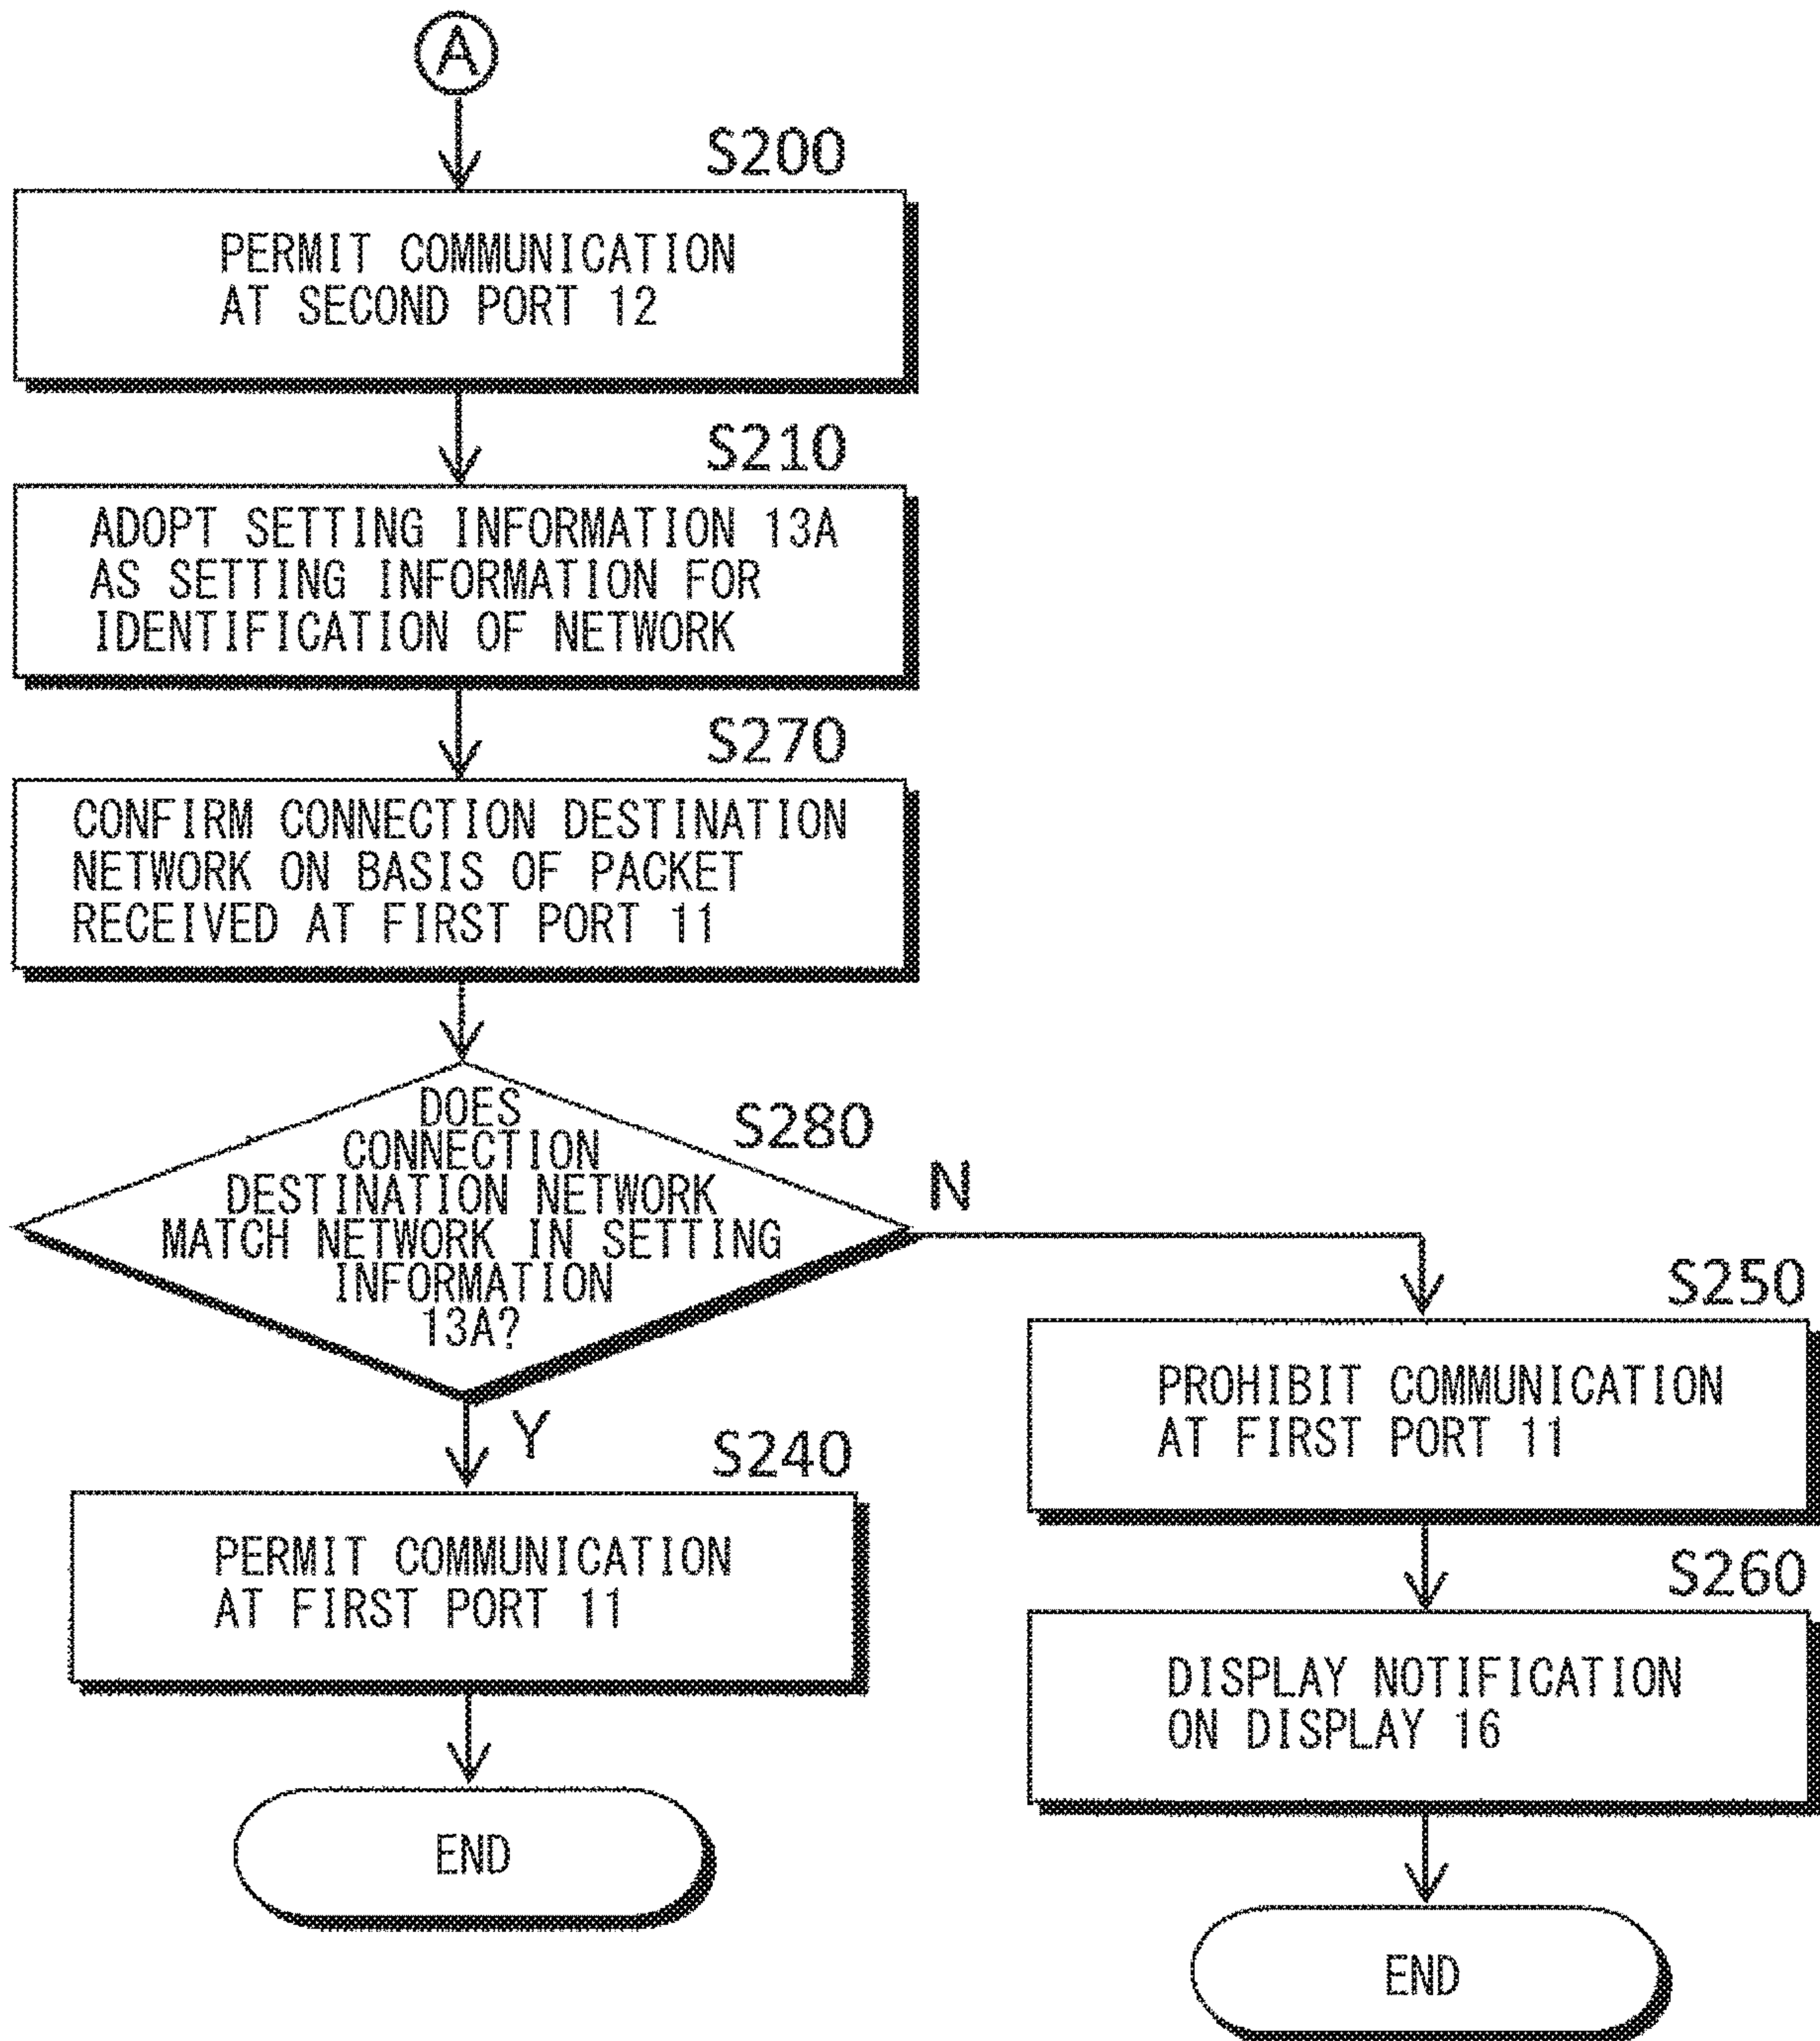 A
S200
PERMIT COMMUNICATION
AT SECOND PORT 12
S210
ADOPT SETTING INFORMATION 13A
AS SETTING INFORMATION FOR
IDENTIFICATION OF NETWORK
S270
CONFIRM CONNECTION DESTINATION
NETWORK ON BASIS OF PACKET
RECEIVED AT FIRST PORT 11
S280
DOES
CONNECTION
DESTINATION NETWORK
MATCH NETWORK IN SETTING
INFORMATION
13A?
N
Y
S240
PERMIT COMMUNICATION
AT FIRST PORT 11
END
S250
PROHIBIT COMMUNICATION
AT FIRST PORT 11
S260
DISPLAY NOTIFICATION
ON DISPLAY 16
END